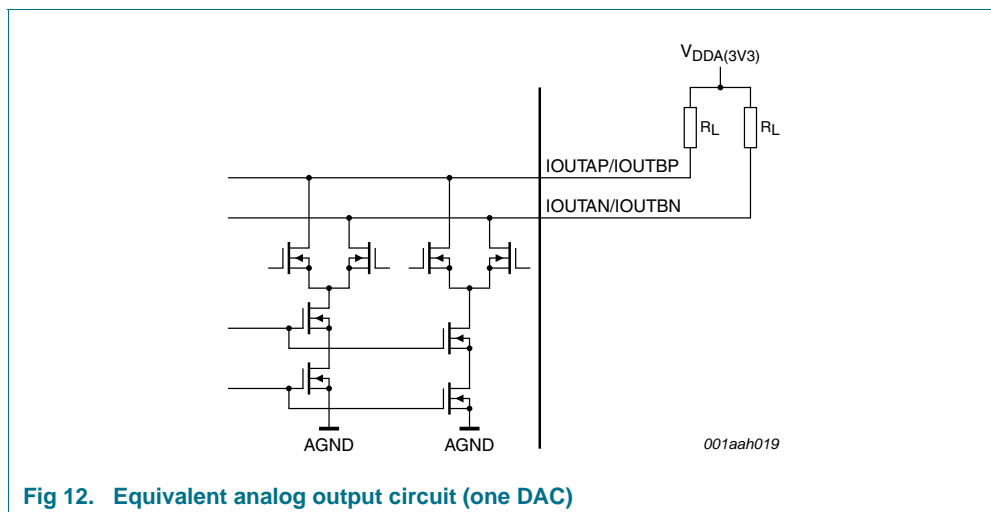 VDDA(3V3)
RL
RL
IOUTAP/IOUTBP
IOUTAN/IOUTBN
AGND
AGND
001aah019
Fig 12. Equivalent analog output circuit (one DAC)